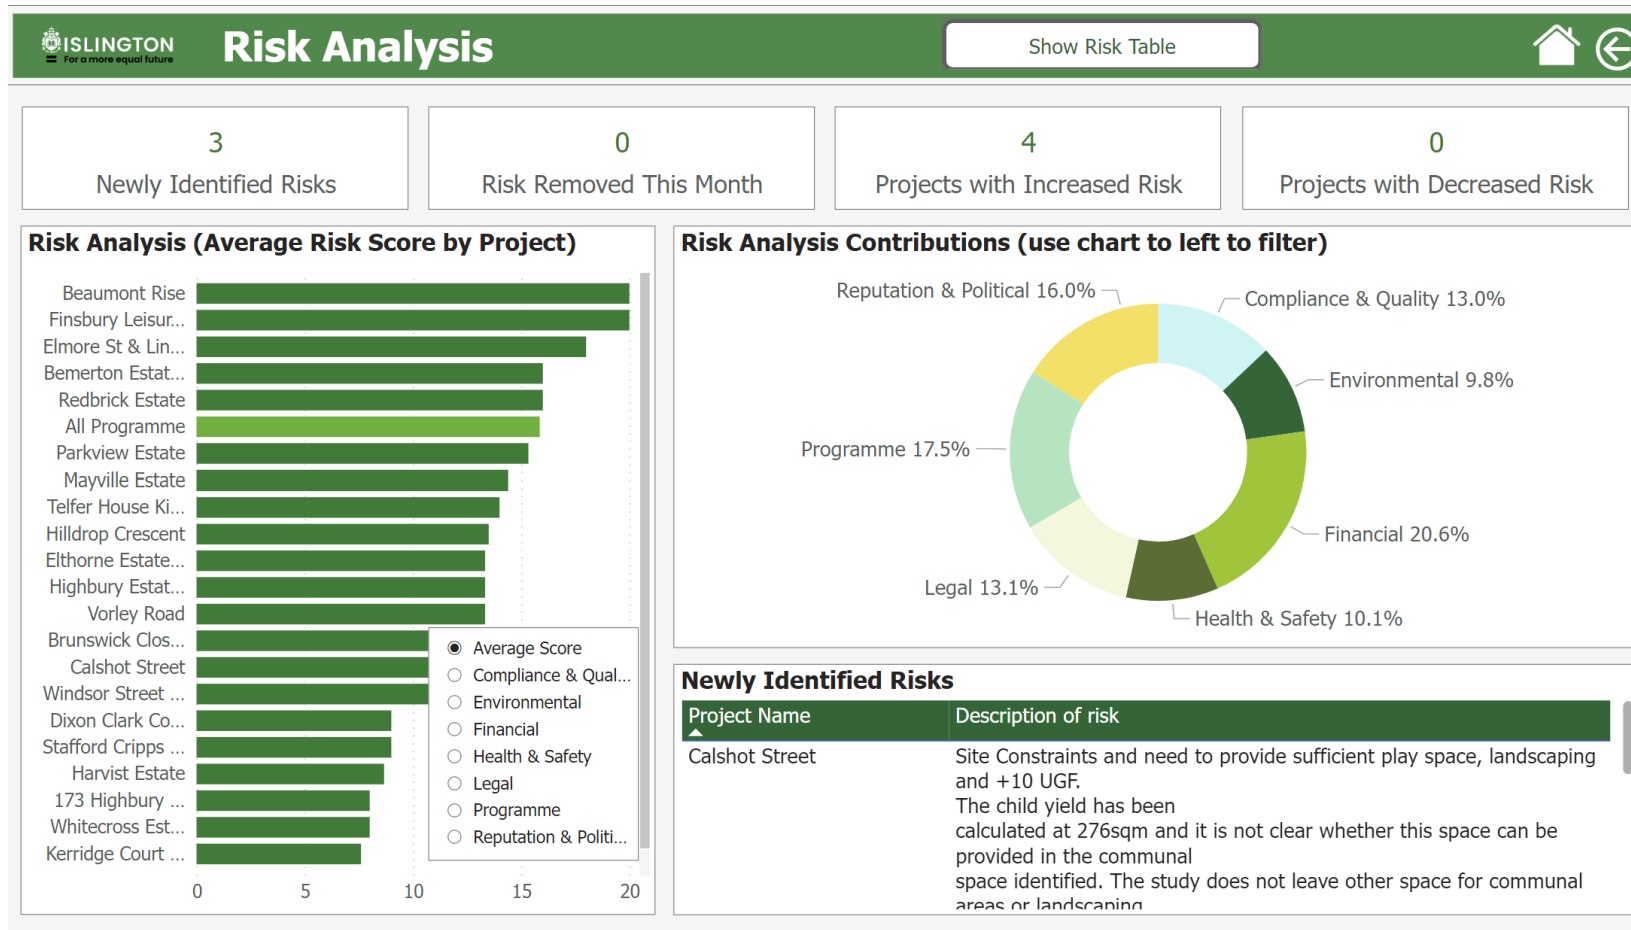 ISLINGTON
For a more equal future
Risk Analysis
Show Risk Table
3
Newly Identified Risks
0
Risk Removed This Month
4
Projects with Increased Risk
0
Projects with Decreased Risk
Risk Analysis (Average Risk Score by Project)
Beaumont Rise
Finsbury Leisur...
Elmore St & Lin...
Bemerton Estat...
Redbrick Estate
All Programme
Parkview Estate
Mayville Estate
Telfer House Ki...
Hilldrop Crescent
Elthorne Estate...
Highbury Estat...
Vorley Road
Brunswick Clos...
Calshot Street
Windsor Street ...
Dixon Clark Co...
Stafford Cripps ...
Harvist Estate
173 Highbury ...
Whitecross Est...
Kerridge Court ...
0 5 10 15 20
Average Score
Compliance & Qual...
Environmental
Financial
Health & Safety
Legal
Programme
Reputation & Politi...
Risk Analysis Contributions (use chart to left to filter)
Reputation & Political 16.0%
Compliance & Quality 13.0%
Environmental 9.8%
Programme 17.5%
Financial 20.6%
Legal 13.1%
Health & Safety 10.1%
Newly Identified Risks
Project Name Description of risk
Calshot Street Site Constraints and need to provide sufficient play space, landscaping
and +10 UGF.
The child yield has been
calculated at 276sqm and it is not clear whether this space can be
provided in the communal
space identified. The study does not leave other space for communal
areas or landscaping